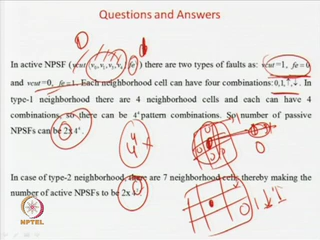 Questions and Answers
In active NPSF (vcut⟨v₀,v₁,v₃,v₄, fe⟩ there are two types of faults as: vcut=1, fe=0
and vcut=0, fe=1. Each neighborhood cell can have four combinations: 0,1,↑,↓. In
type-1 neighborhood there are 4 neighborhood cells and each can have 4
combinations, so there can be 4⁴ pattern combinations. So number of passive
NPSFs can be 2x4⁴.
In case of type-2 neighborhood, there are 7 neighborhood cells thereby making the
number of active NPSFs to be 2x4
NPTEL